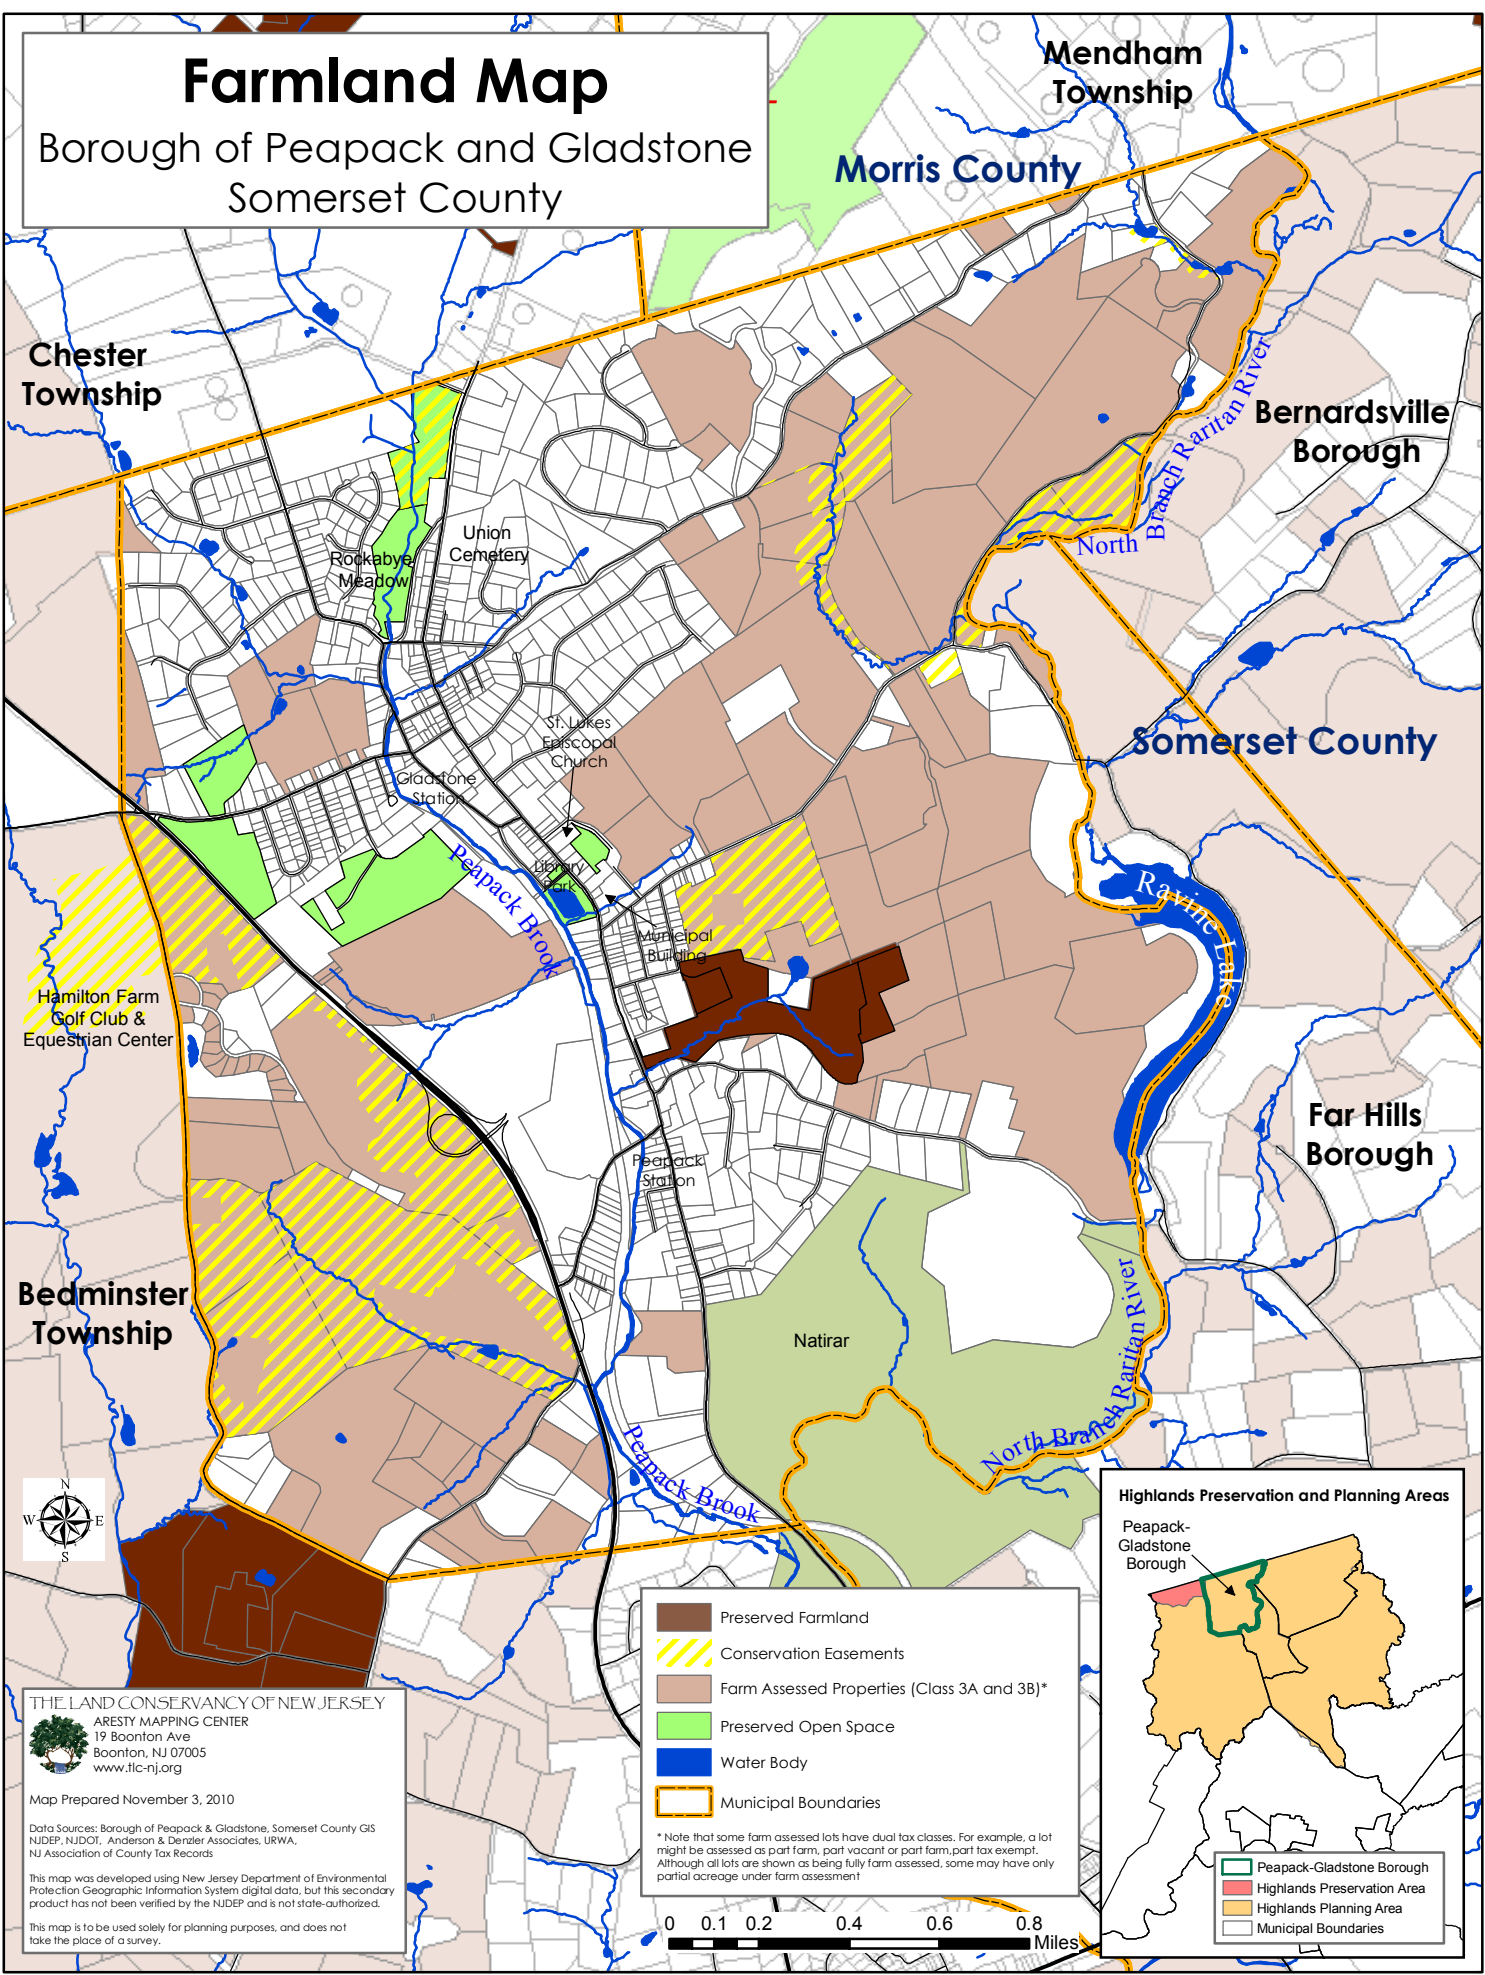 Farmland Map
Borough of Peapack and Gladstone
Somerset County
Mendham
Township
Morris County
Chester
Township
Bernardsville
Borough
North
Branch Raritan River
Union
Cemetery
Rockabye
Meadow
St. Lukes
Episcopal
Church
Somerset County
Gladstone
Station
Peapack Brook
Library
Park
Ravine Lake
Municipal
Building
Hamilton Farm
Golf Club &
Equestrian Center
Far Hills
Borough
Peapack
Station
Bedminster
Township
Natirar
North Branch Raritan River
Peapack Brook
N
W
E
S
Highlands Preservation and Planning Areas
Peapack-
Gladstone
Borough
Peapack-Gladstone Borough
Highlands Preservation Area
Highlands Planning Area
Municipal Boundaries
Preserved Farmland
Conservation Easements
Farm Assessed Properties (Class 3A and 3B)*
Preserved Open Space
Water Body
Municipal Boundaries
* Note that some farm assessed lots have dual tax classes. For example, a lot
might be assessed as part farm, part vacant or part farm,part tax exempt.
Although all lots are shown as being fully farm assessed, some may have only
partial acreage under farm assessment
THE LAND CONSERVANCY OF NEW JERSEY
ARESTY MAPPING CENTER
19 Boonton Ave
Boonton, NJ 07005
www.tlc-nj.org
Map Prepared November 3, 2010
Data Sources: Borough of Peapack & Gladstone, Somerset County GIS
NJDEP, NJDOT, Anderson & Denzler Associates, URWA,
NJ Association of County Tax Records
This map was developed using New Jersey Department of Environmental
Protection Geographic Information System digital data, but this secondary
product has not been verified by the NJDEP and is not state-authorized.
This map is to be used solely for planning purposes, and does not
take the place of a survey.
0 0.1 0.2 0.4 0.6 0.8
Miles